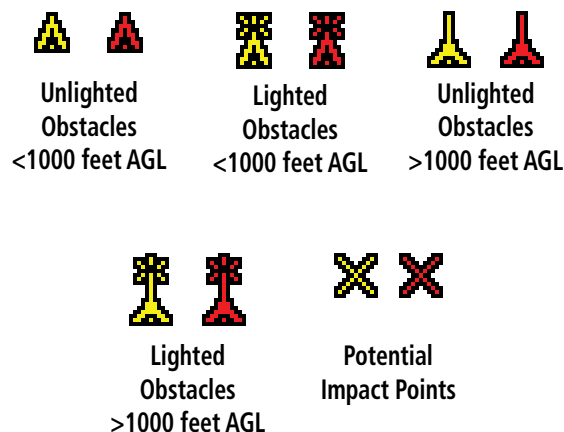 Unlighted
Obstacles
<1000 feet AGL
Lighted
Obstacles
<1000 feet AGL
Unlighted
Obstacles
>1000 feet AGL
Lighted
Obstacles
>1000 feet AGL
Potential
Impact Points